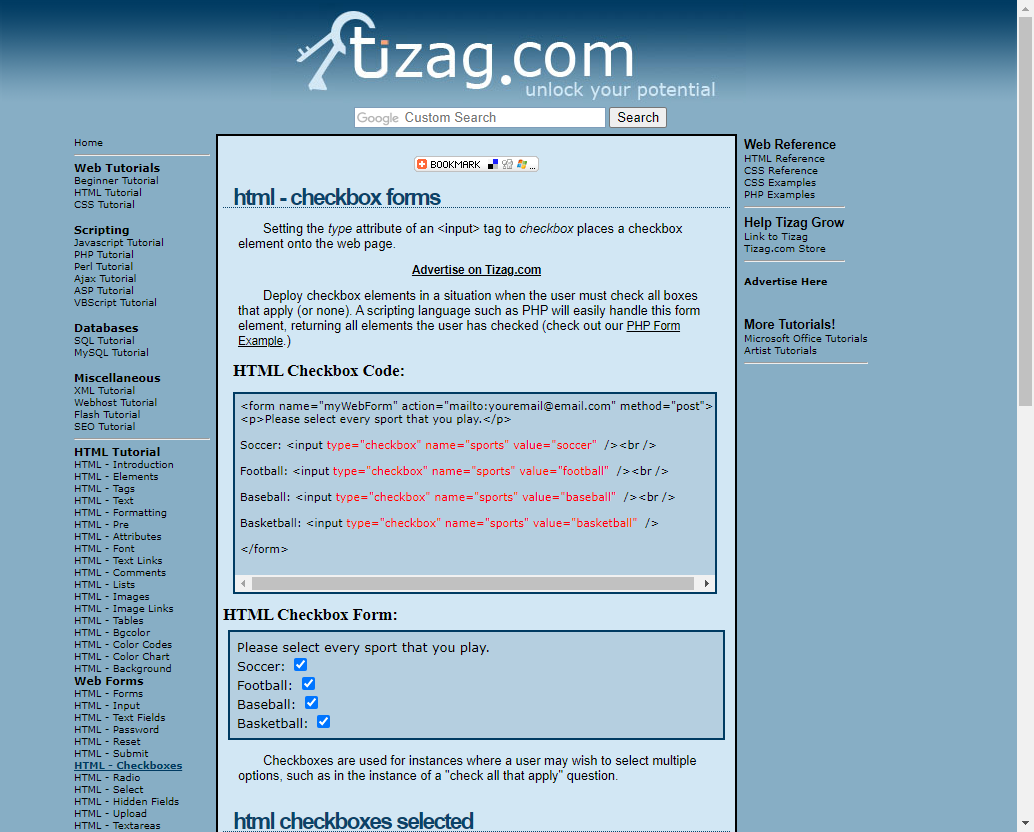 tizag.com
unlock your potential
Google Custom Search Search
Home
Web Tutorials
Beginner Tutorial
HTML Tutorial
CSS Tutorial
Scripting
Javascript Tutorial
PHP Tutorial
Perl Tutorial
Ajax Tutorial
ASP Tutorial
VBScript Tutorial
Databases
SQL Tutorial
MySQL Tutorial
Miscellaneous
XML Tutorial
Webhost Tutorial
Flash Tutorial
SEO Tutorial
HTML Tutorial
HTML - Introduction
HTML - Elements
HTML - Tags
HTML - Text
HTML - Formatting
HTML - Pre
HTML - Attributes
HTML - Font
HTML - Text Links
HTML - Comments
HTML - Lists
HTML - Images
HTML - Image Links
HTML - Tables
HTML - Bgcolor
HTML - Color Codes
HTML - Color Chart
HTML - Background
Web Forms
HTML - Forms
HTML - Input
HTML - Text Fields
HTML - Password
HTML - Reset
HTML - Submit
HTML - Checkboxes
HTML - Radio
HTML - Select
HTML - Hidden Fields
HTML - Upload
HTML - Textareas
BOOKMARK ...
html - checkbox forms
Setting the type attribute of an <input> tag to checkbox places a checkbox
element onto the web page.
Advertise on Tizag.com
Deploy checkbox elements in a situation when the user must check all boxes
that apply (or none). A scripting language such as PHP will easily handle this form
element, returning all elements the user has checked (check out our PHP Form
Example.)
HTML Checkbox Code:
<form name="myWebForm" action="mailto:youremail@email.com" method="post">
<p>Please select every sport that you play.</p>
Soccer: <input type="checkbox" name="sports" value="soccer" /><br />
Football: <input type="checkbox" name="sports" value="football" /><br />
Baseball: <input type="checkbox" name="sports" value="baseball" /><br />
Basketball: <input type="checkbox" name="sports" value="basketball" />
</form>
HTML Checkbox Form:
Please select every sport that you play.
Soccer:
Football:
Baseball:
Basketball:
Checkboxes are used for instances where a user may wish to select multiple
options, such as in the instance of a "check all that apply" question.
html checkboxes selected
Web Reference
HTML Reference
CSS Reference
CSS Examples
PHP Examples
Help Tizag Grow
Link to Tizag
Tizag.com Store
Advertise Here
More Tutorials!
Microsoft Office Tutorials
Artist Tutorials